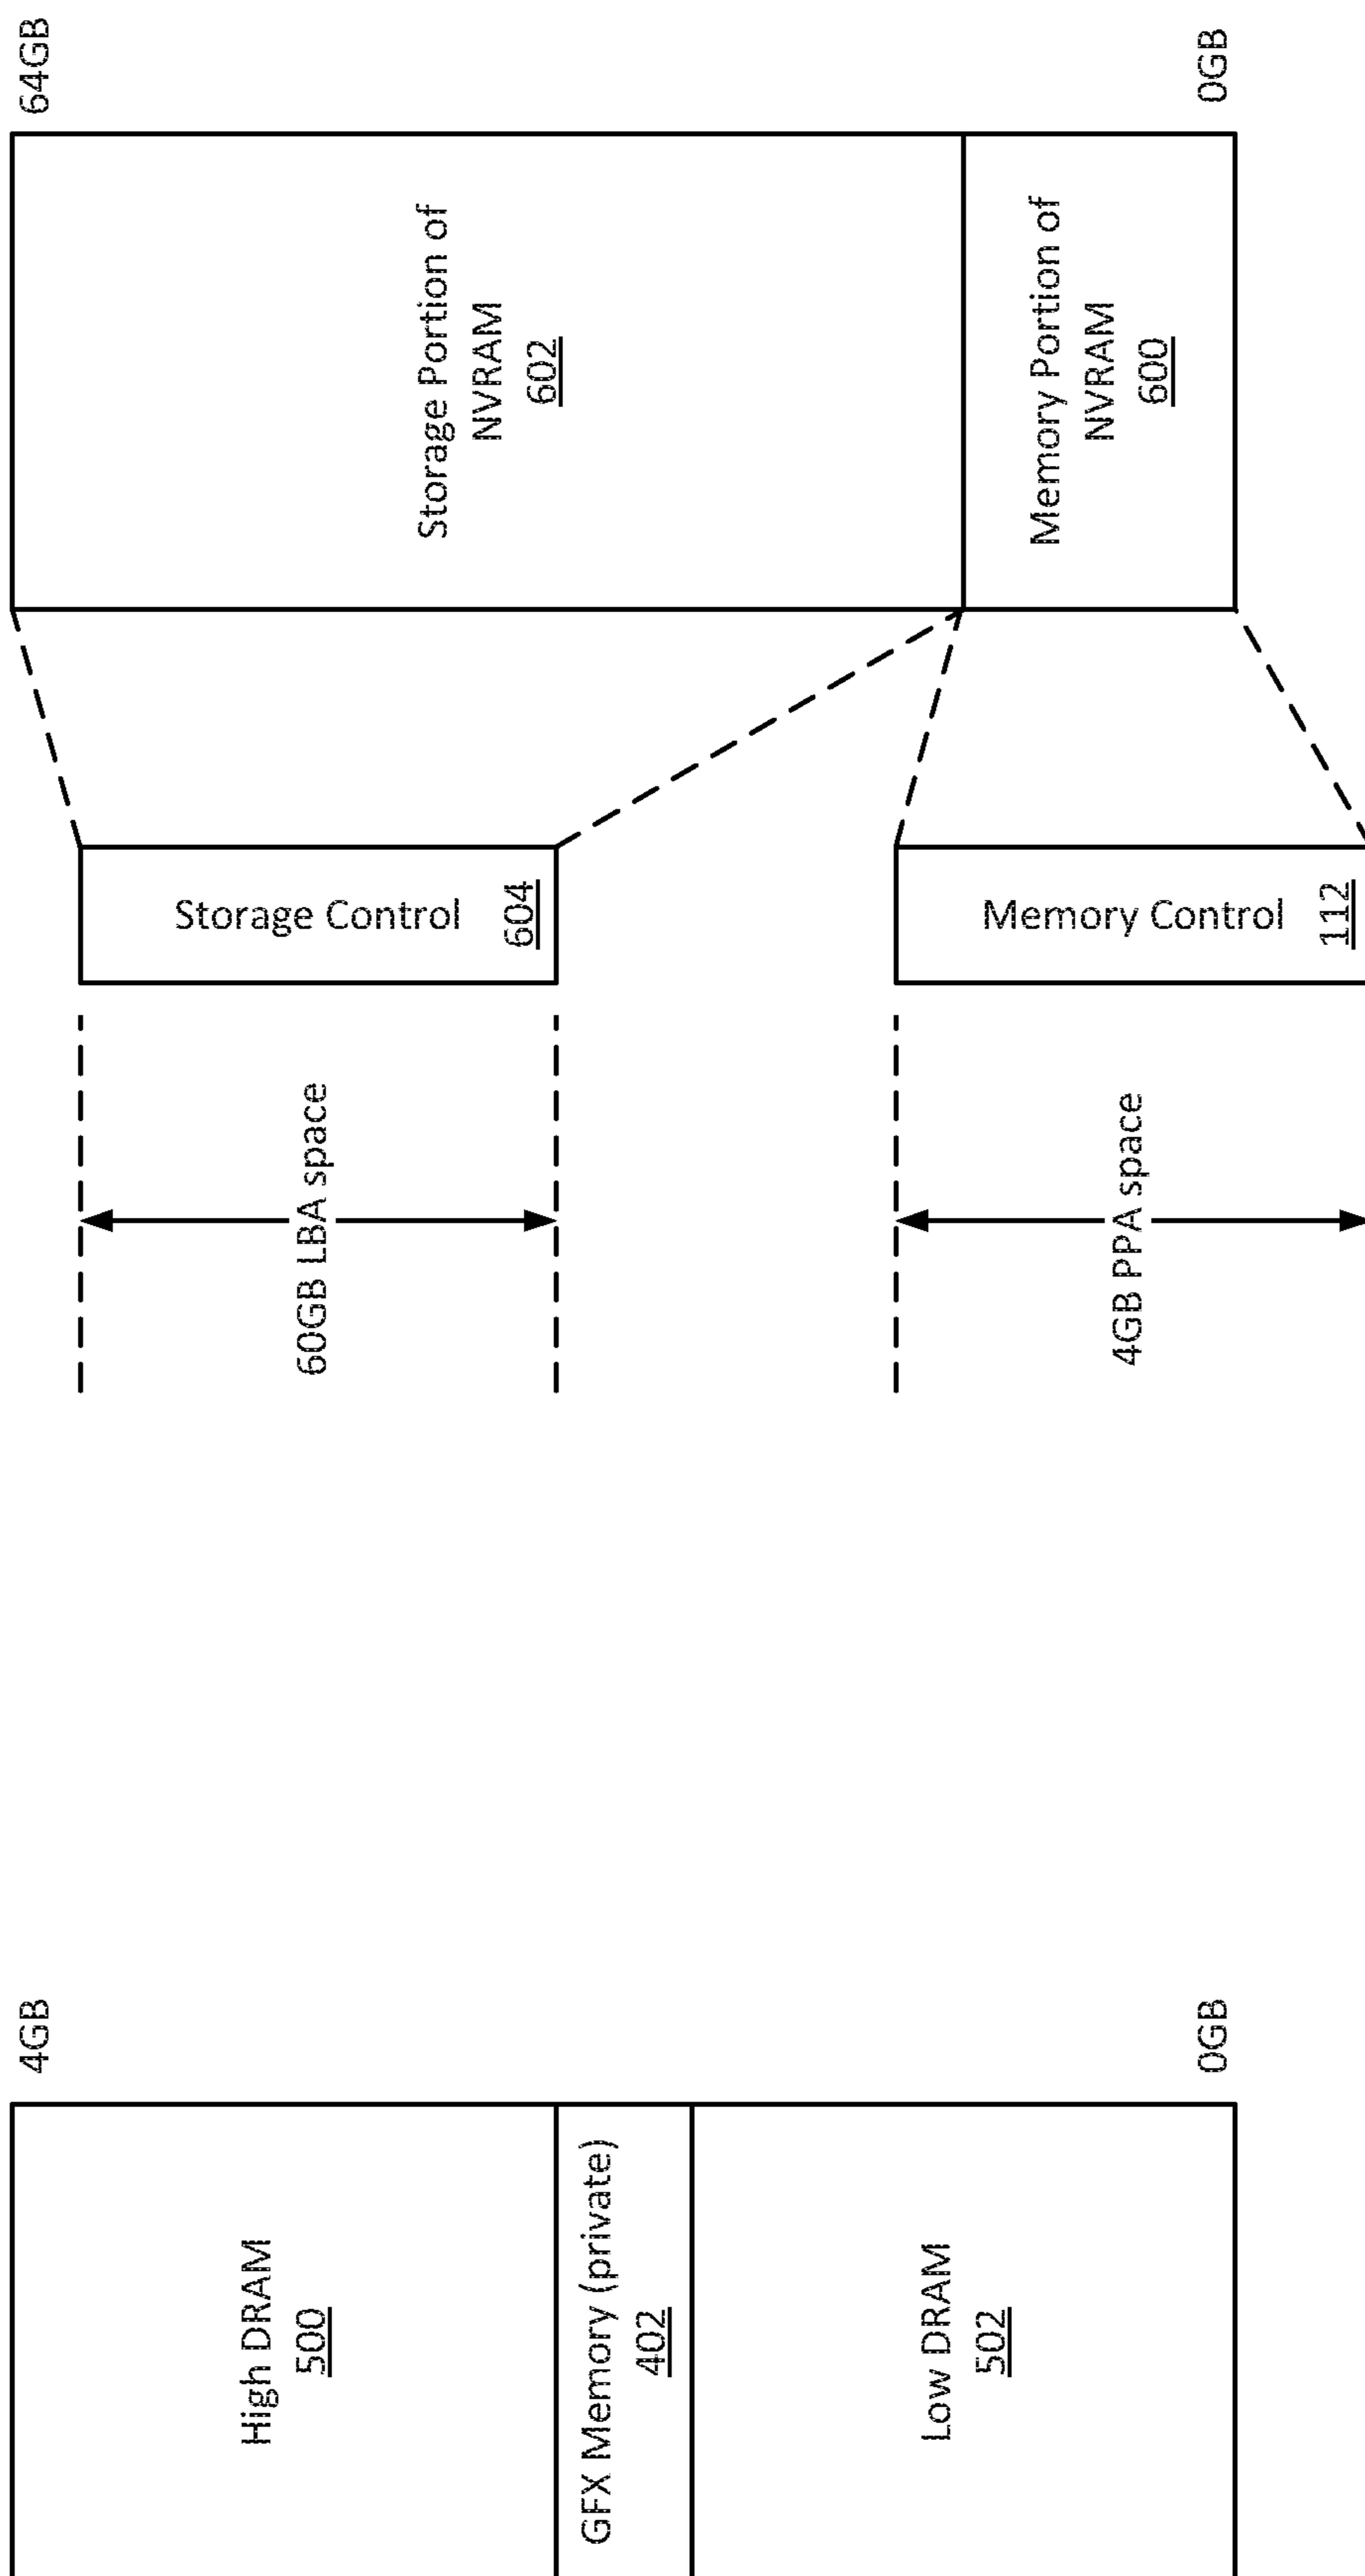 4GB
High DRAM
500
GFX Memory (private)
402
Low DRAM
502
0GB
60GB LBA space
4GB PPA space
Storage Control
604
Memory Control
112
64GB
Storage Portion of
NVRAM
602
Memory Portion of
NVRAM
600
0GB